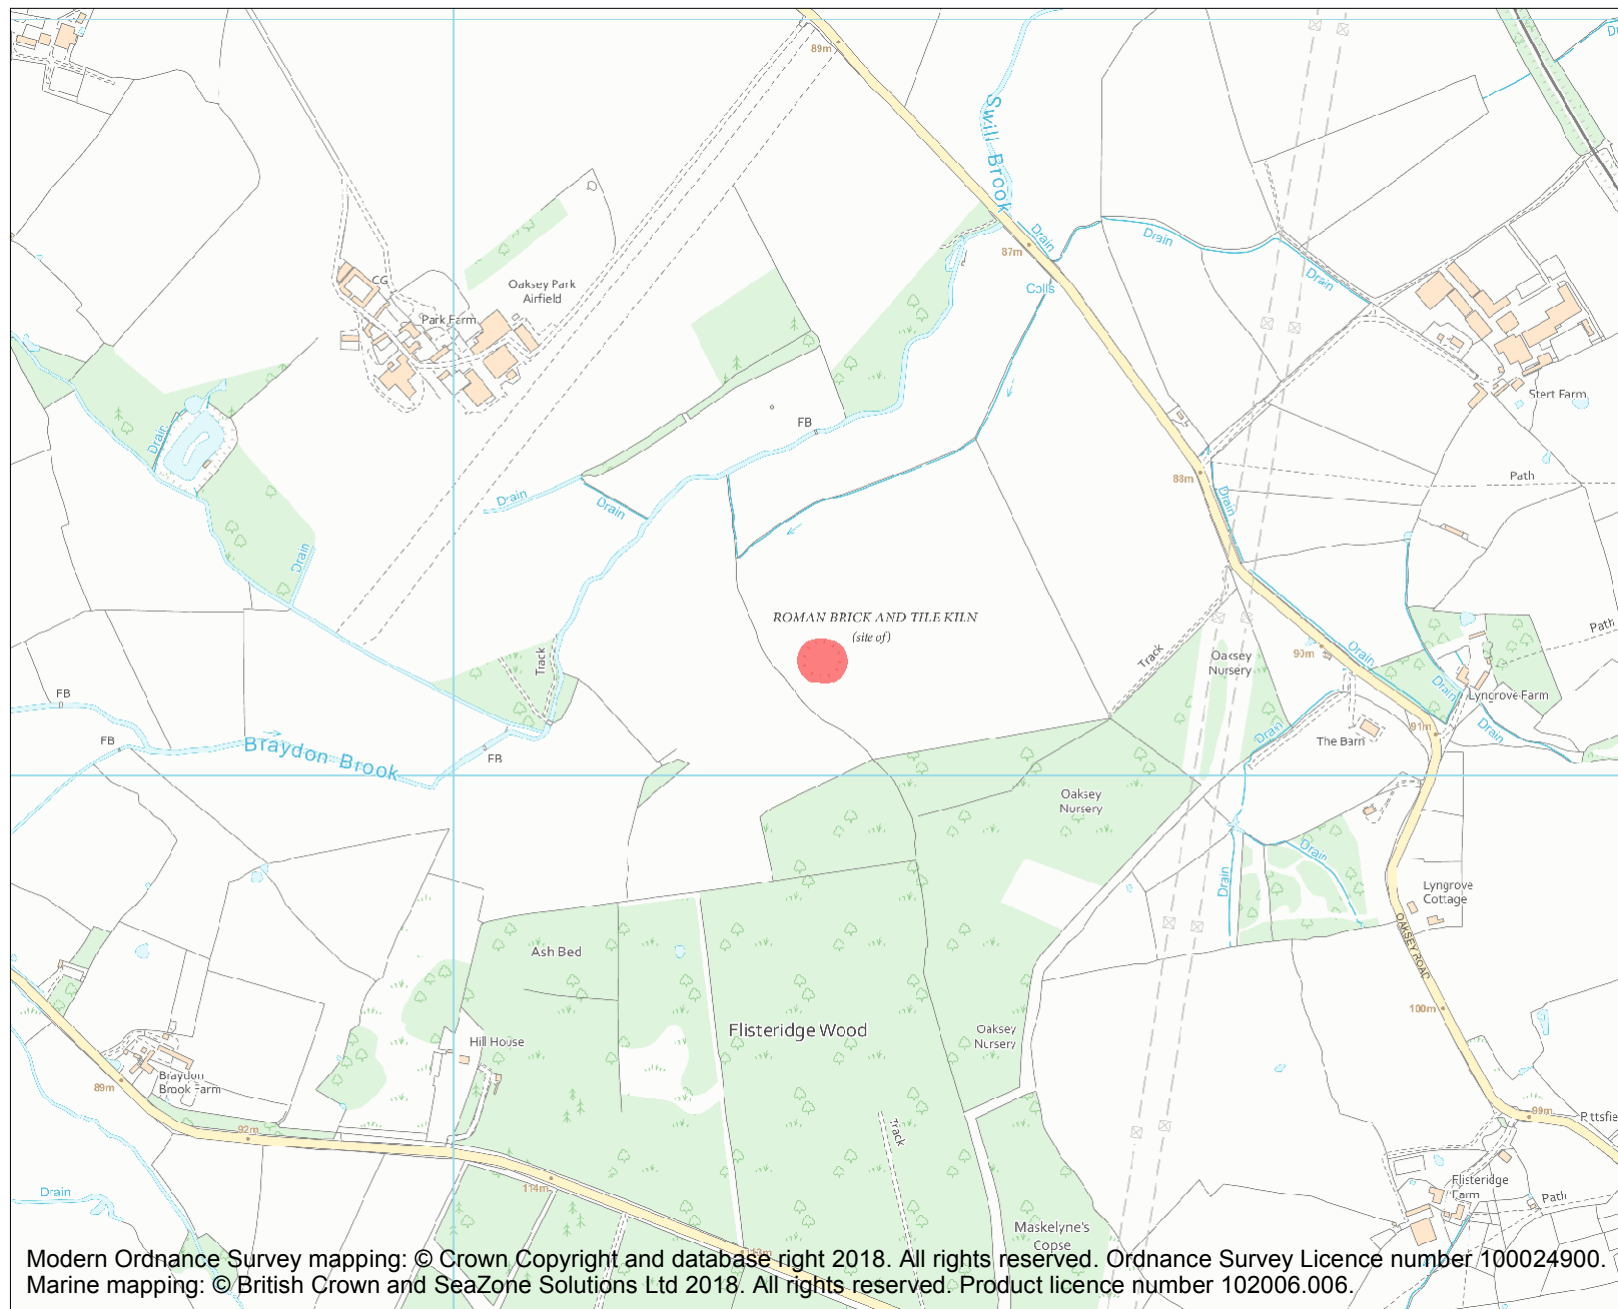 89m
Swill Brook
Drain
87m
Drain
Drain
CG
Oaksey Park
Airfield
Park Farm
Colls
Stert Farm
FB
Drain
Drain
Drain
Drain
88m
Drain
Path
ROMAN BRICK AND TILE KILN
(site of)
Track
Track
Oaksey
Nursery
90m
Drain
Path
Drain
Lyngrove Farm
FB
FB
Braydon Brook
FB
Drain
The Barn
91m
Drain
Oaksey
Nursery
Drain
Drain
Lyngrove
Cottage
OAKSEY ROAD
Ash Bed
Flisteridge Wood
Oaksey
Nursery
100m
Hill House
Braydon
Brook Farm
89m
92m
Track
99m
Pittsfie
114m
Flisteridge
Farm
Path
Drain
Maskelyne's
Copse
Modern Ordnance Survey mapping: © Crown Copyright and database right 2018. All rights reserved. Ordnance Survey Licence number 100024900.
Marine mapping: © British Crown and SeaZone Solutions Ltd 2018. All rights reserved. Product licence number 102006.006.